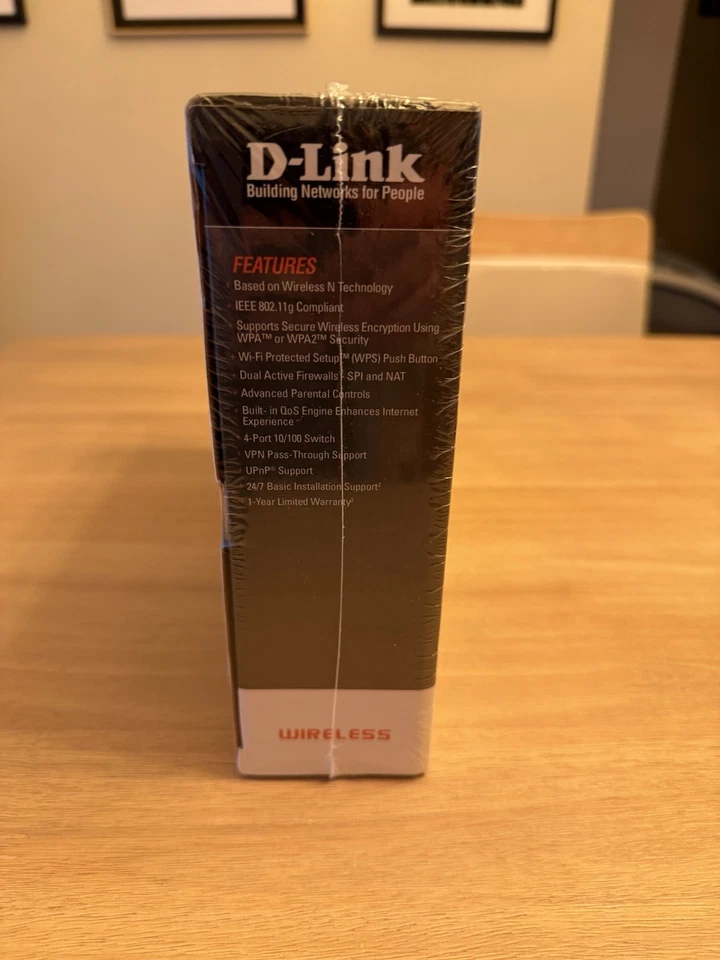 D-Link®
Building Networks for People
FEATURES
· Based on Wireless N Technology
· IEEE 802.11g Compliant
· Supports Secure Wireless Encryption Using
WPA™ or WPA2™ Security
· Wi-Fi Protected Setup™ (WPS) Push Button
· Dual Active Firewalls - SPI and NAT
· Advanced Parental Controls
· Built- in QoS Engine Enhances Internet
Experience
· 4-Port 10/100 Switch
· VPN Pass-Through Support
· UPnP® Support
· 24/7 Basic Installation Support²
· 1-Year Limited Warranty³
WIRELESS